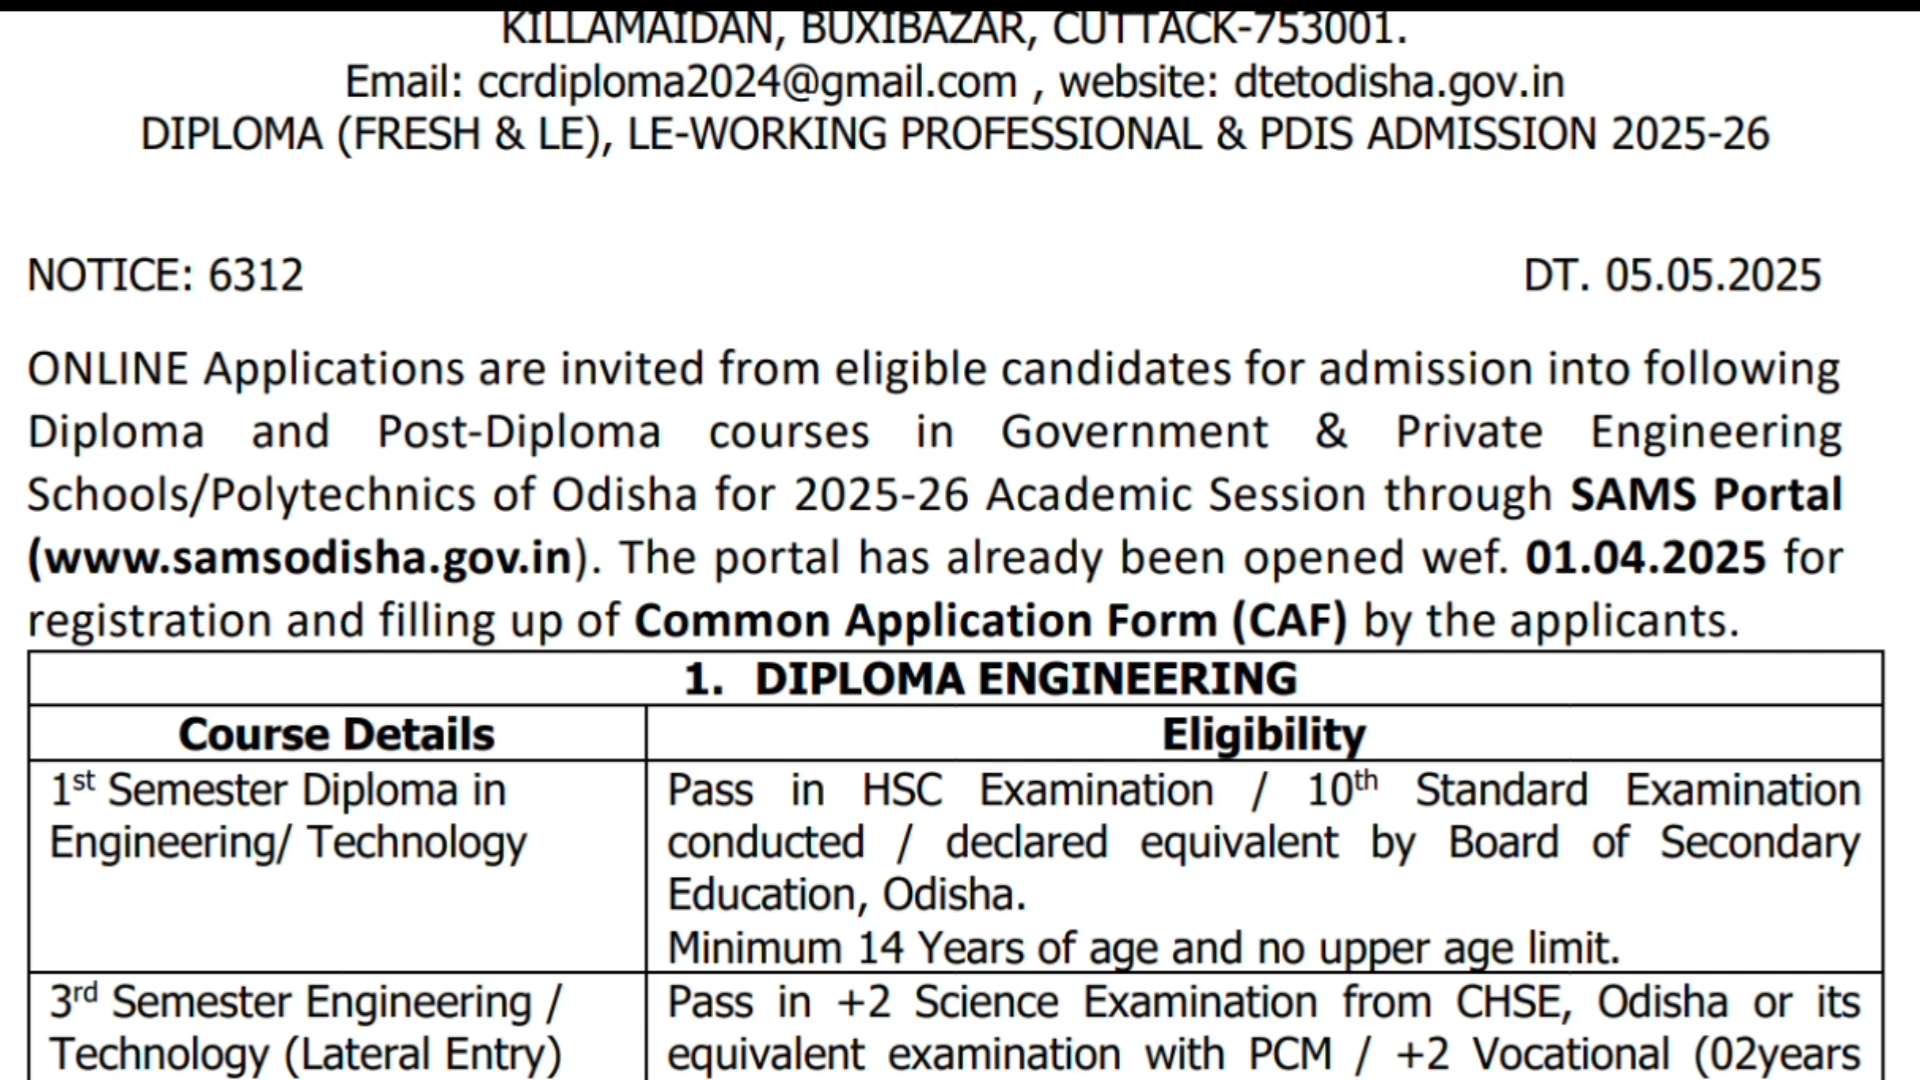 KILLAMAIDAN, BUXIBAZAR, CUTTACK-753001.
Email: ccrdiploma2024@gmail.com , website: dtetodisha.gov.in
DIPLOMA (FRESH & LE), LE-WORKING PROFESSIONAL & PDIS ADMISSION 2025-26
NOTICE: 6312 DT. 05.05.2025
ONLINE Applications are invited from eligible candidates for admission into following
Diploma and Post-Diploma courses in Government & Private Engineering
Schools/Polytechnics of Odisha for 2025-26 Academic Session through SAMS Portal
(www.samsodisha.gov.in). The portal has already been opened wef. 01.04.2025 for
registration and filling up of Common Application Form (CAF) by the applicants.
1. DIPLOMA ENGINEERING
Course Details
Eligibility
1st Semester Diploma in
Engineering/ Technology
Pass in HSC Examination / 10th Standard Examination
conducted / declared equivalent by Board of Secondary
Education, Odisha.
Minimum 14 Years of age and no upper age limit.
3rd Semester Engineering /
Technology (Lateral Entry)
Pass in +2 Science Examination from CHSE, Odisha or its
equivalent examination with PCM / +2 Vocational (02years